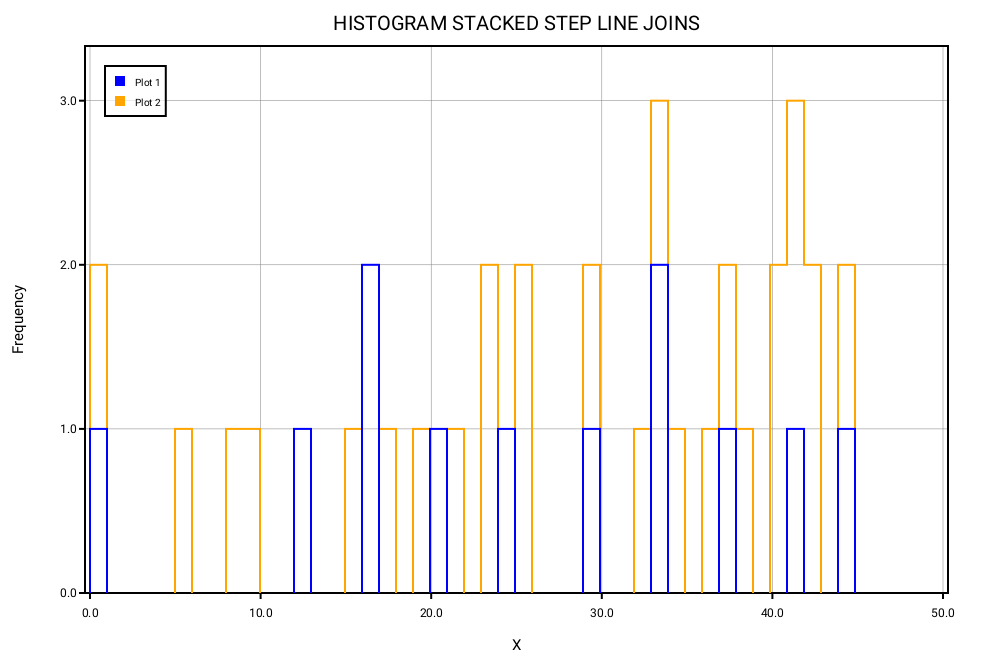 HISTOGRAM STACKED STEP LINE JOINS
Plot 1
Plot 2
Frequency
3.0
2.0
1.0
0.0
0.0 10.0 20.0 30.0 40.0 50.0
X